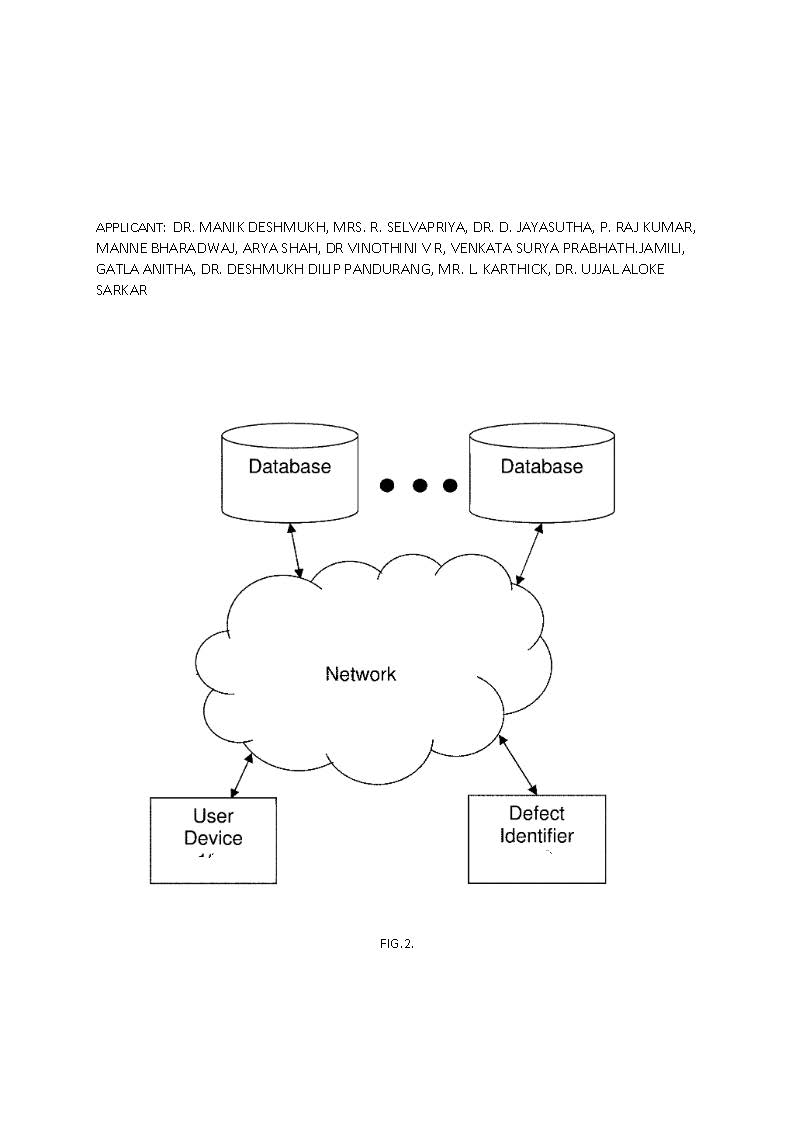 APPLICANT: DR. MANIK DESHMUKH, MRS. R. SELVAPRIYA, DR. D. JAYASUTHA, P. RAJ KUMAR,
MANNE BHARADWAJ, ARYA SHAH, DR VINOTHINI V R, VENKATA SURYA PRABHATH.JAMILI,
GATLA ANITHA, DR. DESHMUKH DILIP PANDURANG, MR. L. KARTHICK, DR. UJJAL ALOKE
SARKAR
Database
Database
Network
User
Device
Defect
Identifier
FIG.2.